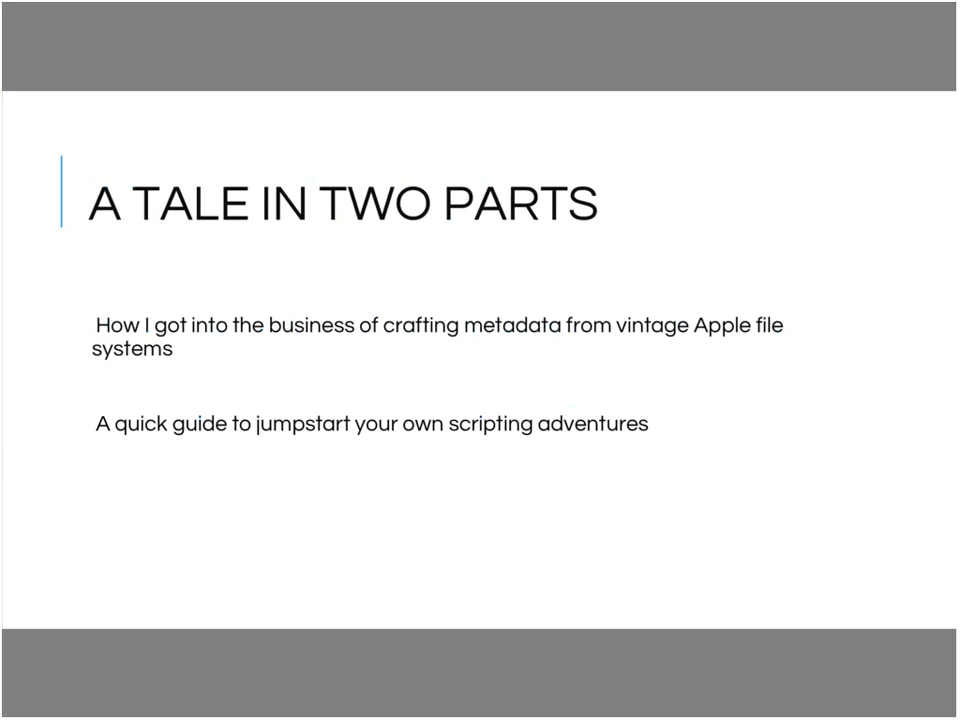 A TALE IN TWO PARTS
How I got into the business of crafting metadata from vintage Apple file
systems
A quick guide to jumpstart your own scripting adventures